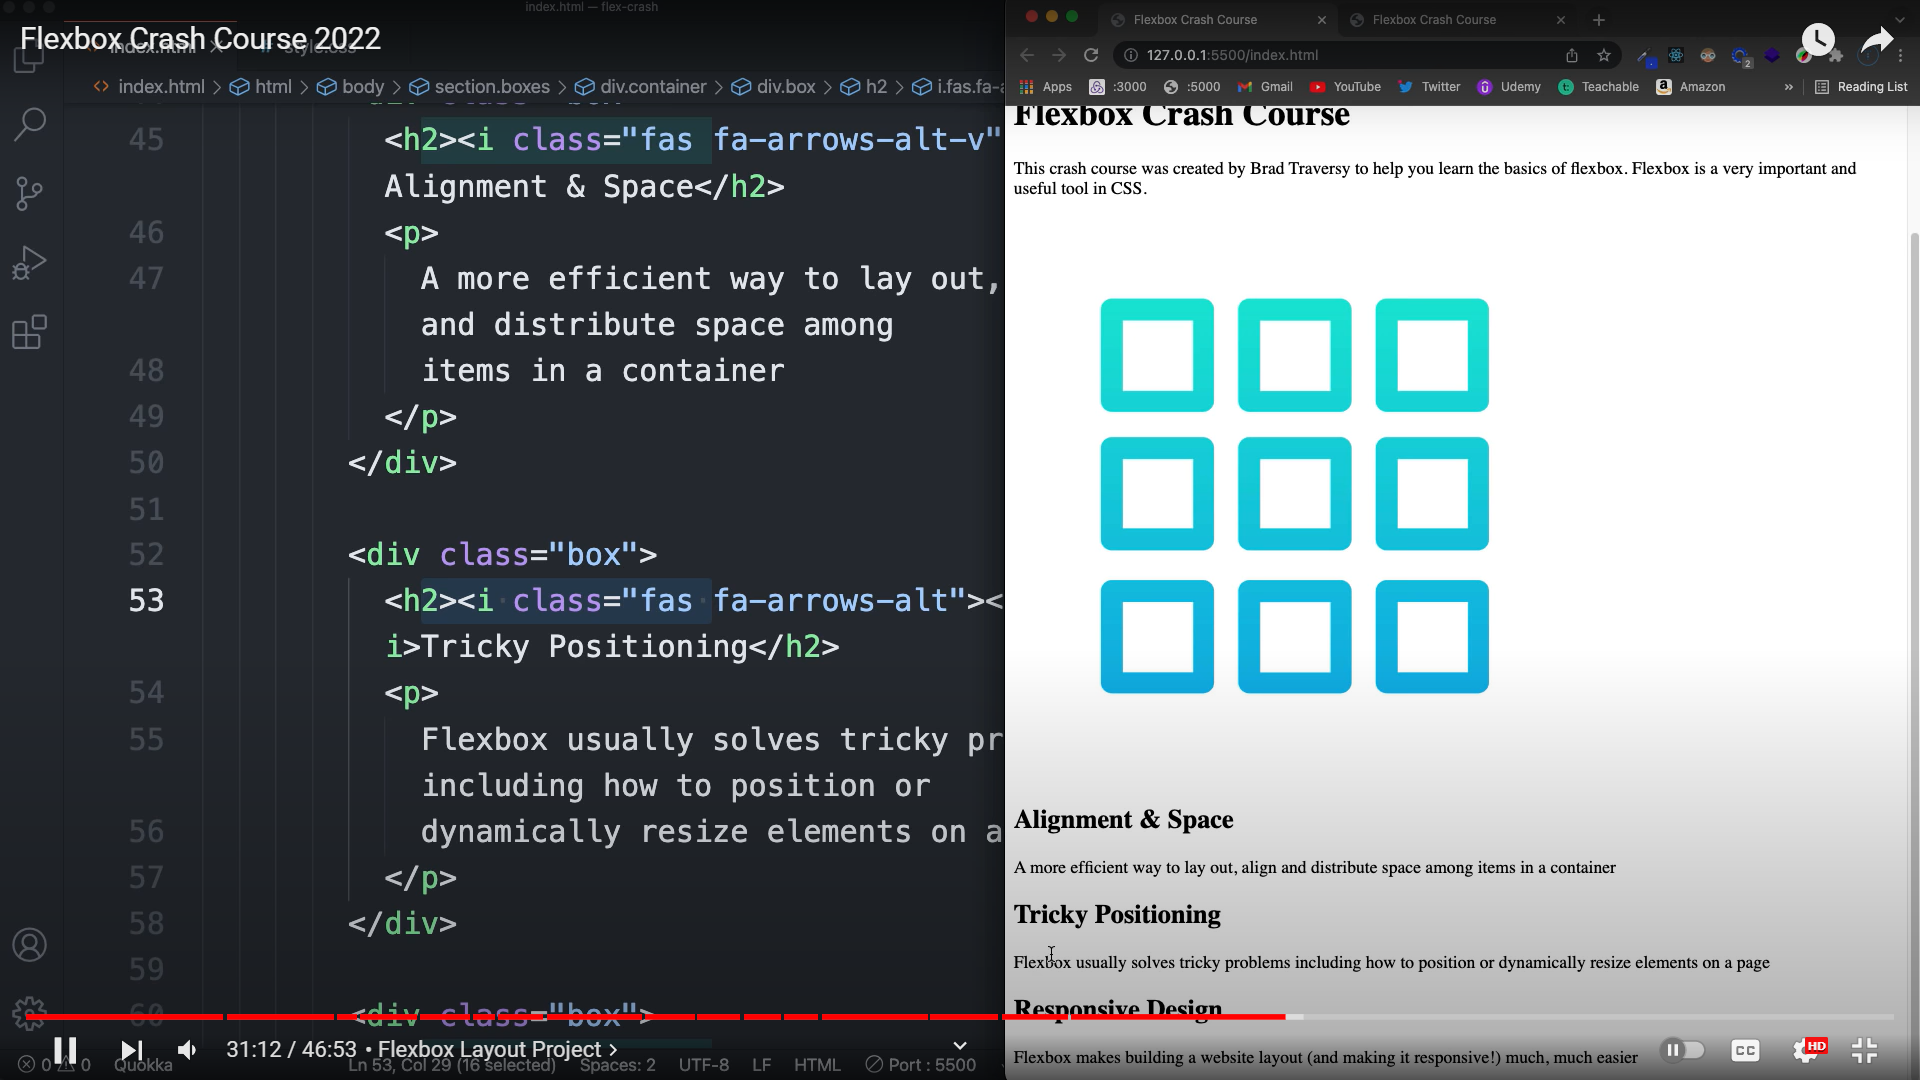 index.html — flex-crash
Flexbox Crash Course 2022
index.html
style.css
index.html > html > body > section.boxes > div.container > div.box > h2 > i.fas.fa-a
45 <h2><i class="fas fa-arrows-alt-v"
Alignment & Space</h2>
46 <p>
47 A more efficient way to lay out,
and distribute space among
48 items in a container
49 </p>
50 </div>
51
52 <div class="box">
53 <h2><i class="fas fa-arrows-alt"><
i>Tricky Positioning</h2>
54 <p>
55 Flexbox usually solves tricky pr
including how to position or
56 dynamically resize elements on a
57 </p>
58 </div>
59
60 <div class="box">
31:12 / 46:53 • Flexbox Layout Project >
0 0 Quokka Ln 53, Col 29 (16 selected) Spaces: 2 UTF-8 LF HTML Port : 5500
Flexbox Crash Course
Flexbox Crash Course
127.0.0.1:5500/index.html
2
Apps :3000 :5000 Gmail YouTube Twitter Udemy Teachable Amazon » Reading List
Flexbox Crash Course
This crash course was created by Brad Traversy to help you learn the basics of flexbox. Flexbox is a very important and
useful tool in CSS.
Alignment & Space
A more efficient way to lay out, align and distribute space among items in a container
Tricky Positioning
Flexbox usually solves tricky problems including how to position or dynamically resize elements on a page
Responsive Design
Flexbox makes building a website layout (and making it responsive!) much, much easier
CC
HD